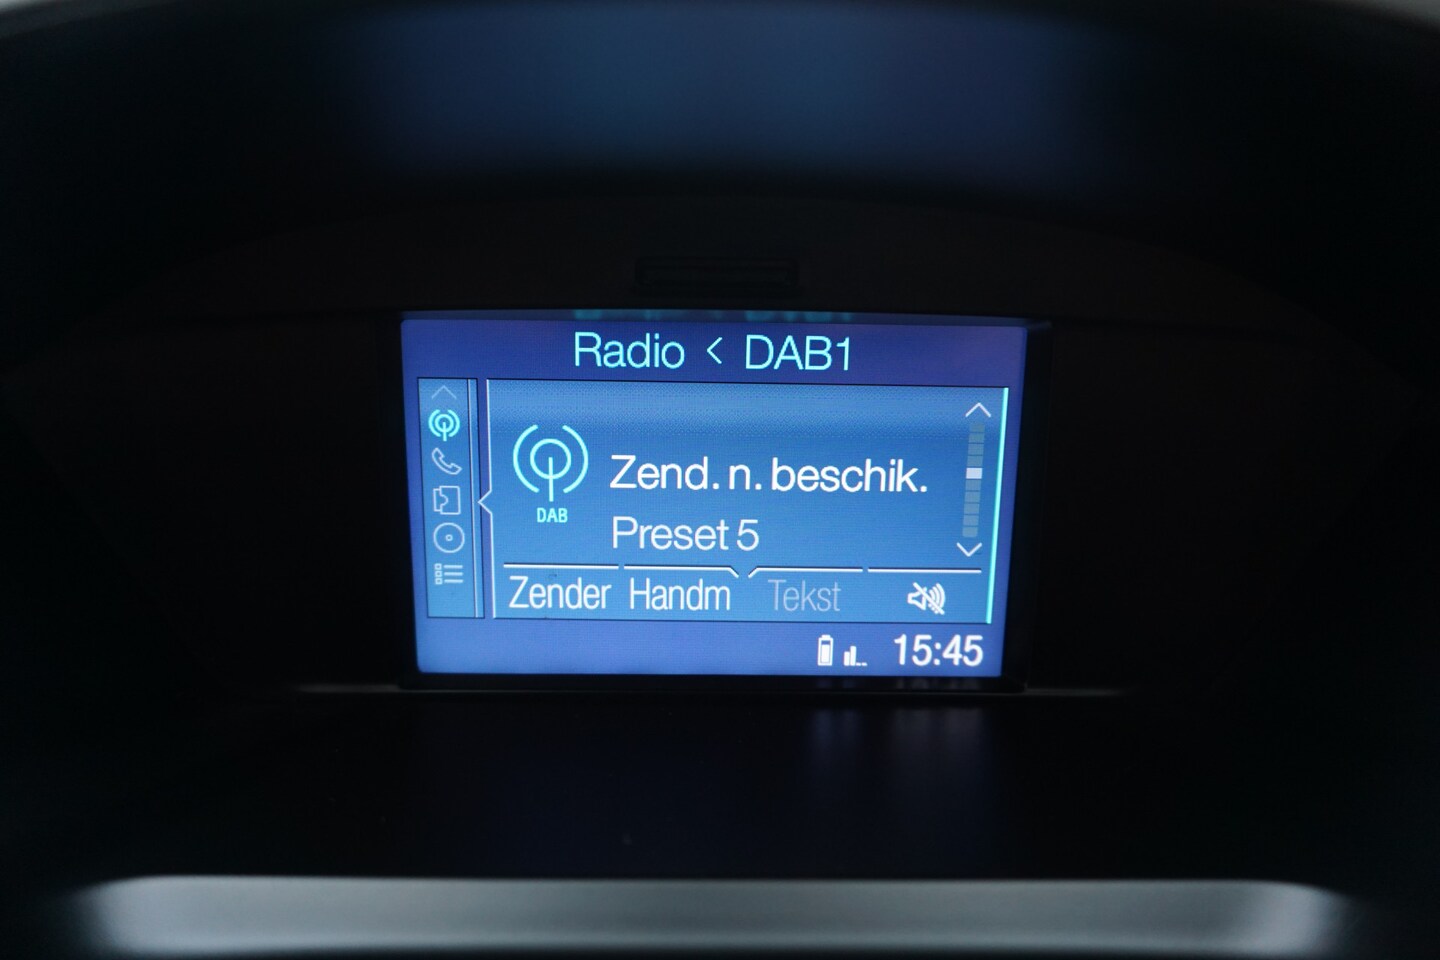 Radio < DAB1
Zend. n. beschik.
DAB
Preset 5
Zender Handm Tekst
15:45